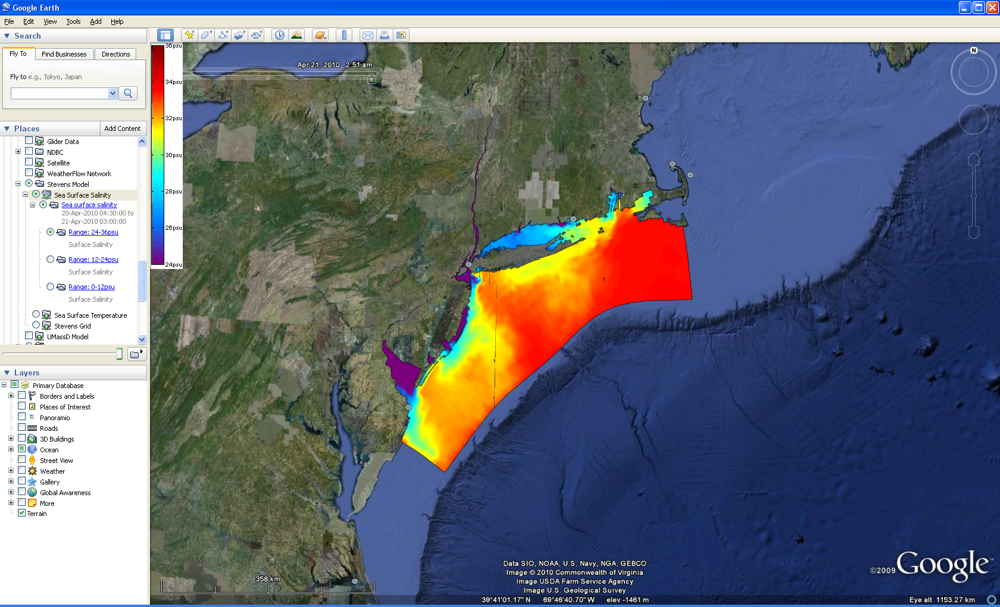 Google Earth
File Edit View Tools Add Help
Search
Fly To Find Businesses Directions
Fly to e.g., Tokyo, Japan
Places Add Content
Glider Data
NDBC
Satellite
WeatherFlow Network
Stevens Model
Sea Surface Salinity
Sea surface salinity
20-Apr-2010 04:30:00 to
21-Apr-2010 03:00:00
Range: 24-36psu
Surface Salinity
Range: 12-24psu
Surface Salinity
Range: 0-12psu
Surface Salinity
Sea Surface Temperature
Stevens Grid
UMassD Model
Layers
Primary Database
Borders and Labels
Places of Interest
Panoramio
Roads
3D Buildings
Ocean
Street View
Weather
Gallery
Global Awareness
More
Terrain
36psu
34psu
32psu
30psu
28psu
26psu
24psu
Apr 21, 2010 2:51 am
N
358 km
Data SIO, NOAA, U.S. Navy, NGA, GEBCO
Image © 2010 Commonwealth of Virginia
Image USDA Farm Service Agency
Image U.S. Geological Survey
©2009 Google™
39°41'01.17" N 69°46'40.70" W elev -1461 m
Eye alt 1153.27 km